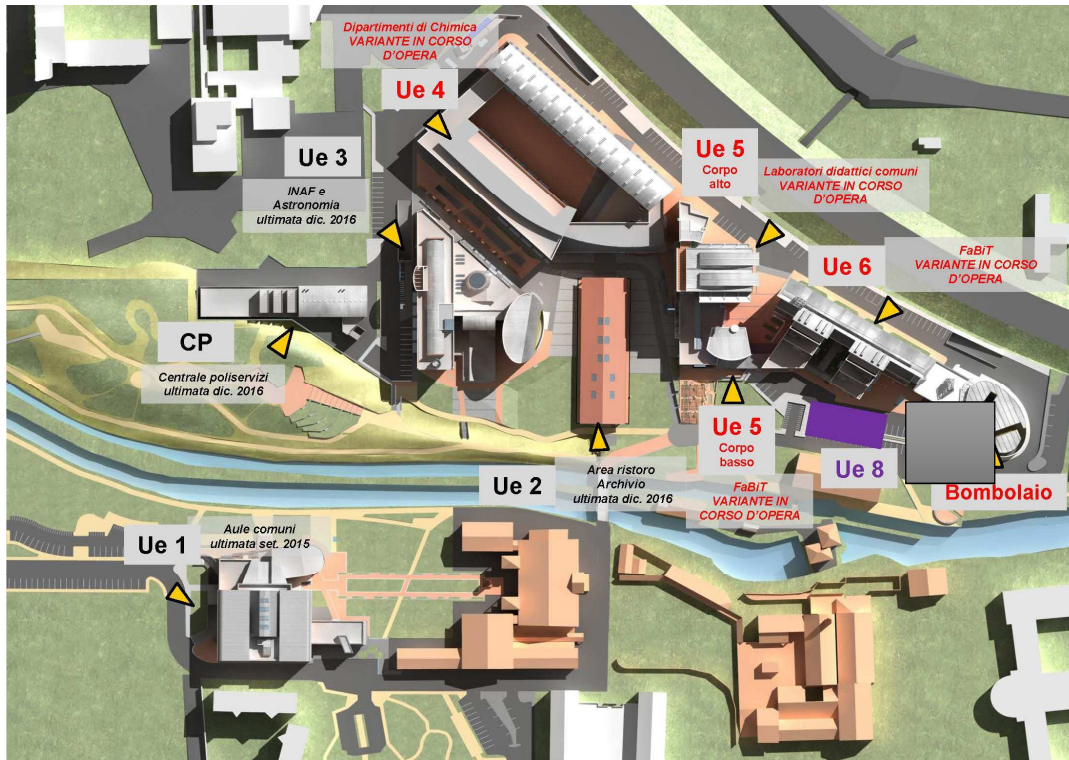 Dipartimenti di Chimica
VARIANTE IN CORSO
D'OPERA
Ue 4
Ue 3
INAF e
Astronomia
ultimata dic. 2016
Ue 5
Corpo
alto
Laboratori didattici comuni
VARIANTE IN CORSO
D'OPERA
Ue 6
FaBiT
VARIANTE IN CORSO
D'OPERA
CP
Centrale poliservizi
ultimata dic. 2016
Ue 5
Corpo
basso
FaBiT
VARIANTE IN
CORSO D'OPERA
Ue 8
Bombolaio
Ue 2
Area ristoro
Archivio
ultimata dic. 2016
Ue 1
Aule comuni
ultimata set. 2015